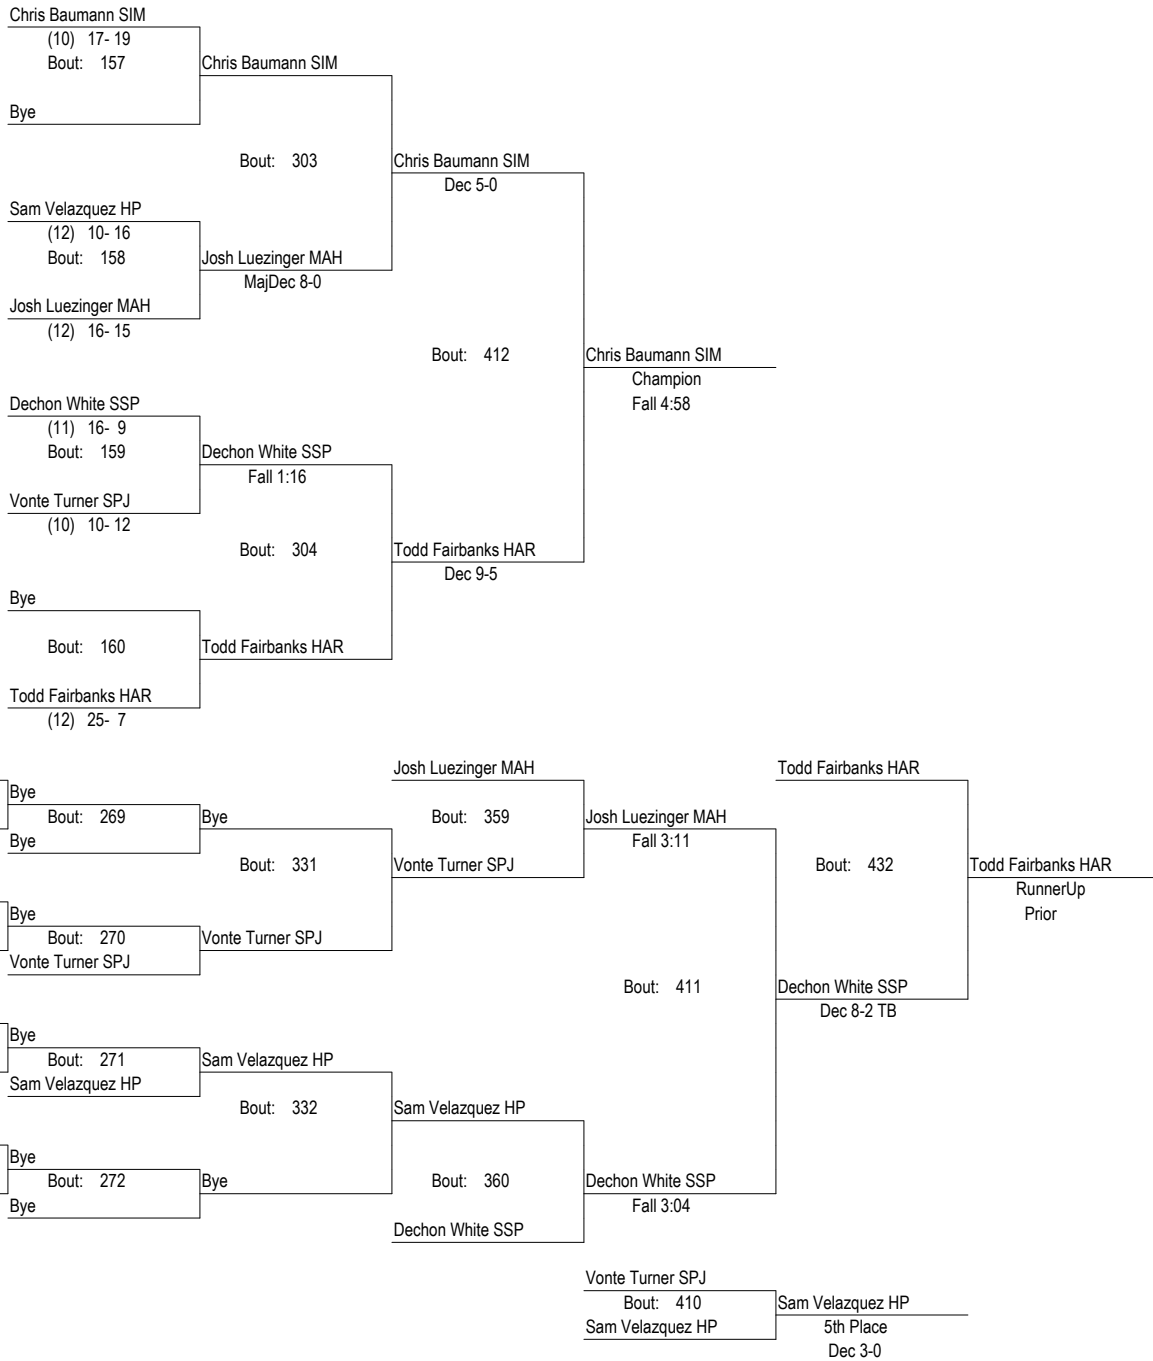 Chris Baumann SIM
(10) 17- 19
Bout: 157
Chris Baumann SIM
Bye
Bout: 303
Chris Baumann SIM
Dec 5-0
Sam Velazquez HP
(12) 10- 16
Bout: 158
Josh Luezinger MAH
MajDec 8-0
Josh Luezinger MAH
(12) 16- 15
Bout: 412
Chris Baumann SIM
Champion
Fall 4:58
Dechon White SSP
(11) 16- 9
Bout: 159
Dechon White SSP
Fall 1:16
Vonte Turner SPJ
(10) 10- 12
Bout: 304
Todd Fairbanks HAR
Dec 9-5
Bye
Bout: 160
Todd Fairbanks HAR
Todd Fairbanks HAR
(12) 25- 7
Josh Luezinger MAH
Todd Fairbanks HAR
Bye
Bout: 269
Bye
Bye
Bout: 359
Josh Luezinger MAH
Fall 3:11
Bout: 331
Vonte Turner SPJ
Bout: 432
Todd Fairbanks HAR
RunnerUp
Prior
Bye
Bout: 270
Vonte Turner SPJ
Vonte Turner SPJ
Bout: 411
Dechon White SSP
Dec 8-2 TB
Bye
Bout: 271
Sam Velazquez HP
Sam Velazquez HP
Bout: 332
Sam Velazquez HP
Bye
Bout: 272
Bye
Bye
Bout: 360
Dechon White SSP
Fall 3:04
Dechon White SSP
Vonte Turner SPJ
Bout: 410
Sam Velazquez HP
Sam Velazquez HP
5th Place
Dec 3-0